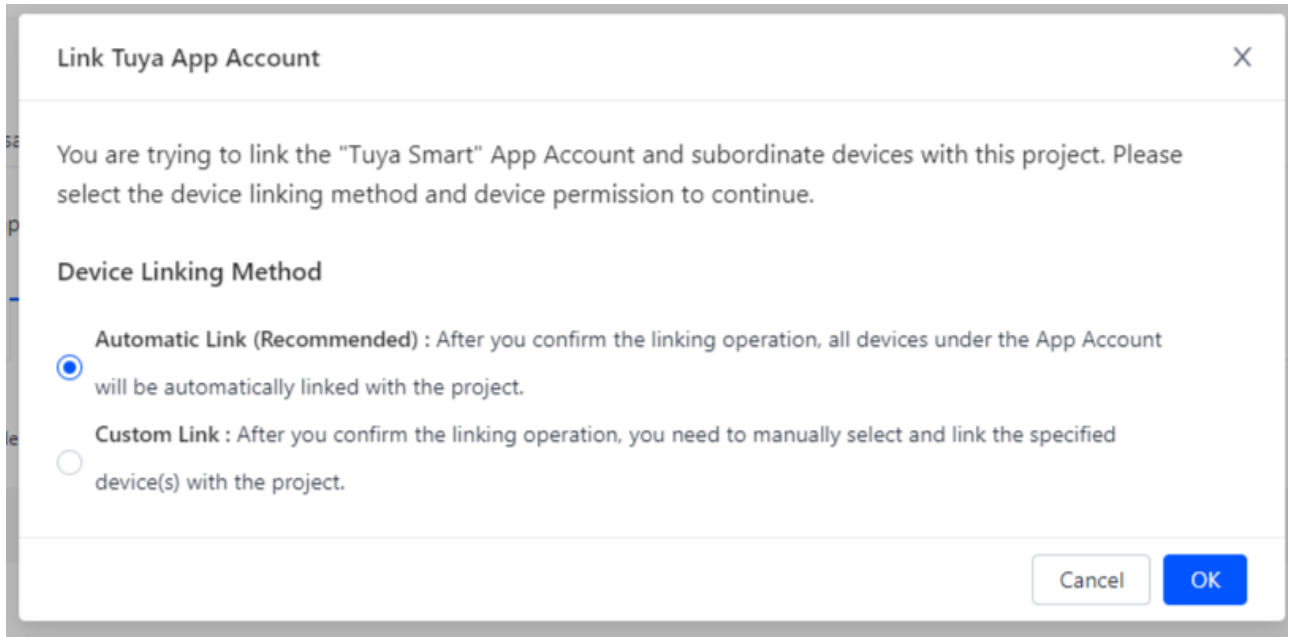 Link Tuya App Account
You are trying to link the "Tuya Smart" App Account and subordinate devices with this project. Please
select the device linking method and device permission to continue.
Device Linking Method
Automatic Link (Recommended) : After you confirm the linking operation, all devices under the App Account
will be automatically linked with the project.
Custom Link : After you confirm the linking operation, you need to manually select and link the specified
device(s) with the project.
Cancel OK